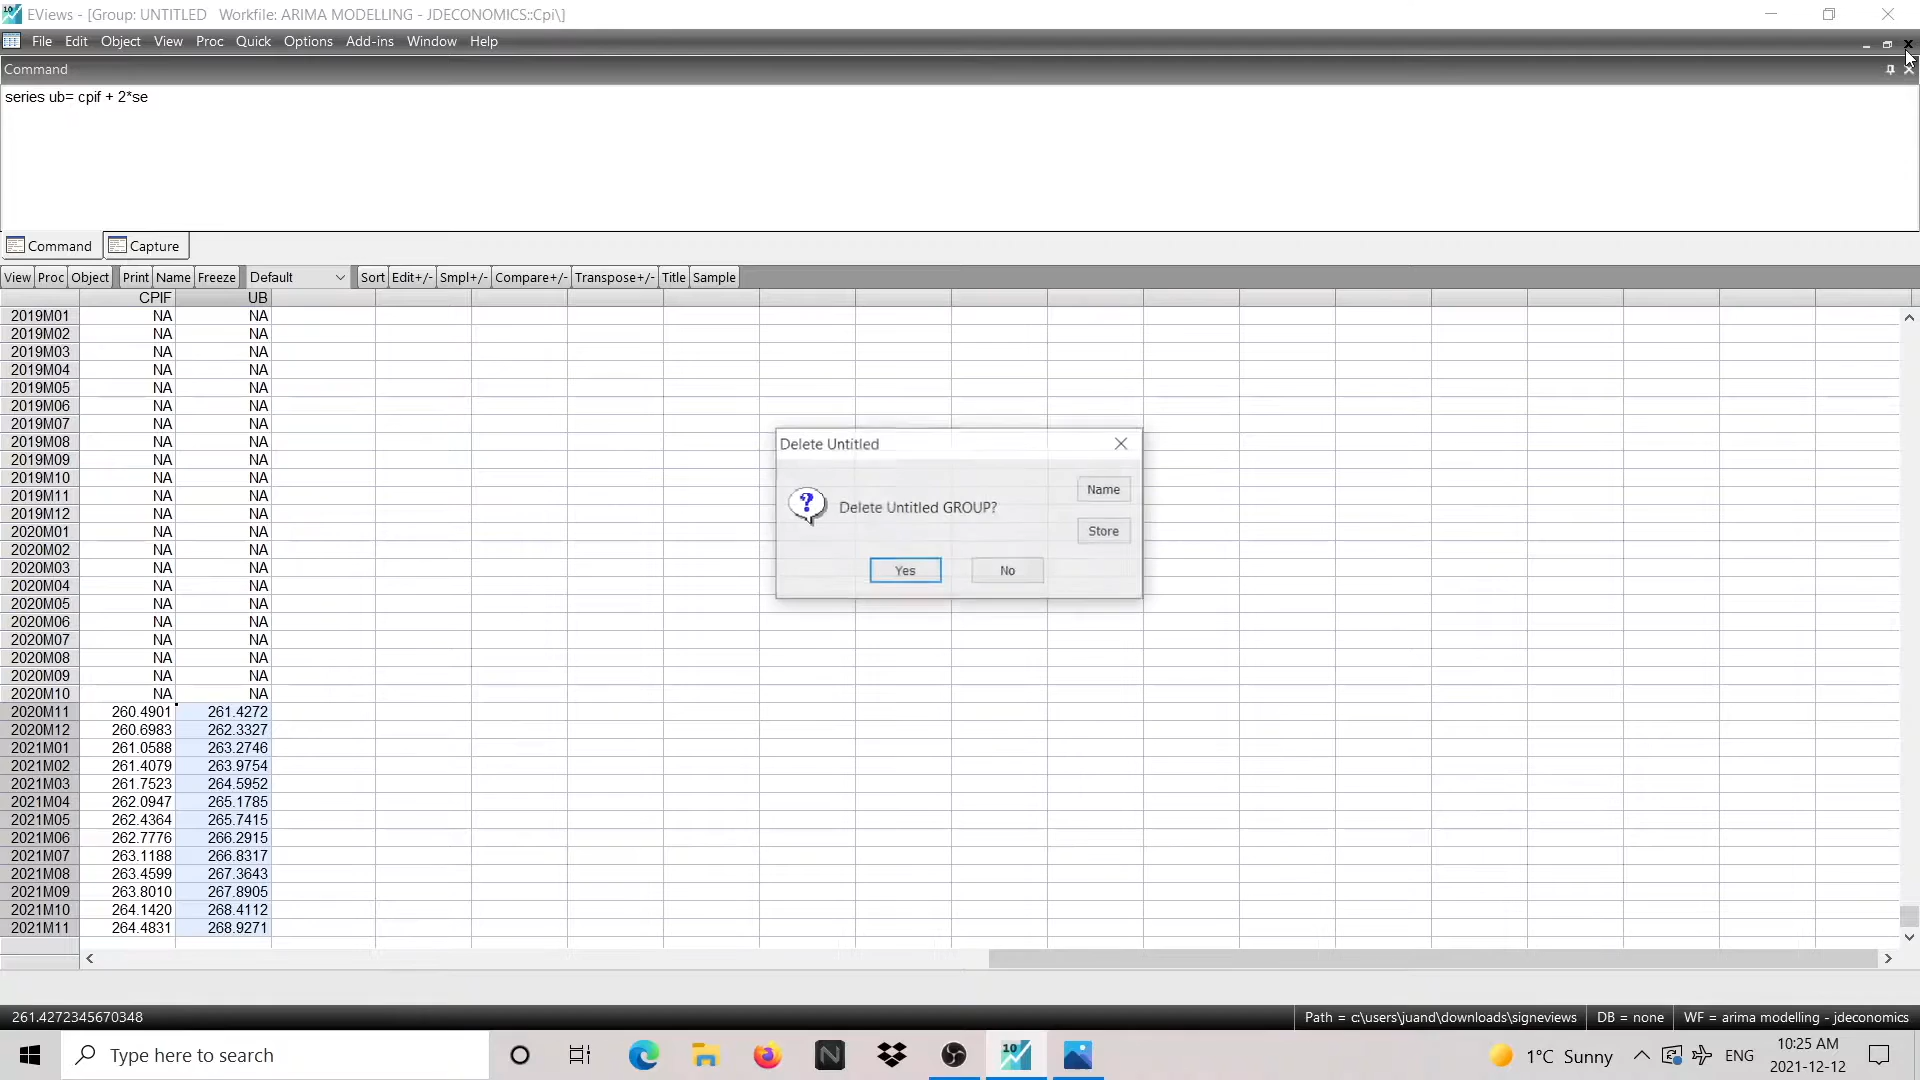 EViews - [Group: UNTITLED   Workfile: ARIMA MODELLING - JDECONOMICS::Cpi\]
File Edit Object View Proc Quick Options Add-ins Window Help
Command
series ub= cpif + 2*se
Command Capture
View Proc Object Print Name Freeze Default Sort Edit+/- Smpl+/- Compare+/- Transpose+/- Title Sample
CPIF UB
2019M01 NA NA
2019M02 NA NA
2019M03 NA NA
2019M04 NA NA
2019M05 NA NA
2019M06 NA NA
2019M07 NA NA
2019M08 NA NA
2019M09 NA NA
2019M10 NA NA
2019M11 NA NA
2019M12 NA NA
2020M01 NA NA
2020M02 NA NA
2020M03 NA NA
2020M04 NA NA
2020M05 NA NA
2020M06 NA NA
2020M07 NA NA
2020M08 NA NA
2020M09 NA NA
2020M10 NA NA
2020M11 260.4901 261.4272
2020M12 260.6983 262.3327
2021M01 261.0588 263.2746
2021M02 261.4079 263.9754
2021M03 261.7523 264.5952
2021M04 262.0947 265.1785
2021M05 262.4364 265.7415
2021M06 262.7776 266.2915
2021M07 263.1188 266.8317
2021M08 263.4599 267.3643
2021M09 263.8010 267.8905
2021M10 264.1420 268.4112
2021M11 264.4831 268.9271
Delete Untitled
Delete Untitled GROUP?
Name
Store
Yes No
261.4272345670348 Path = c:\users\juand\downloads\signeviews DB = none WF = arima modelling - jdeconomics
Type here to search 1°C Sunny ENG 10:25 AM
2021-12-12